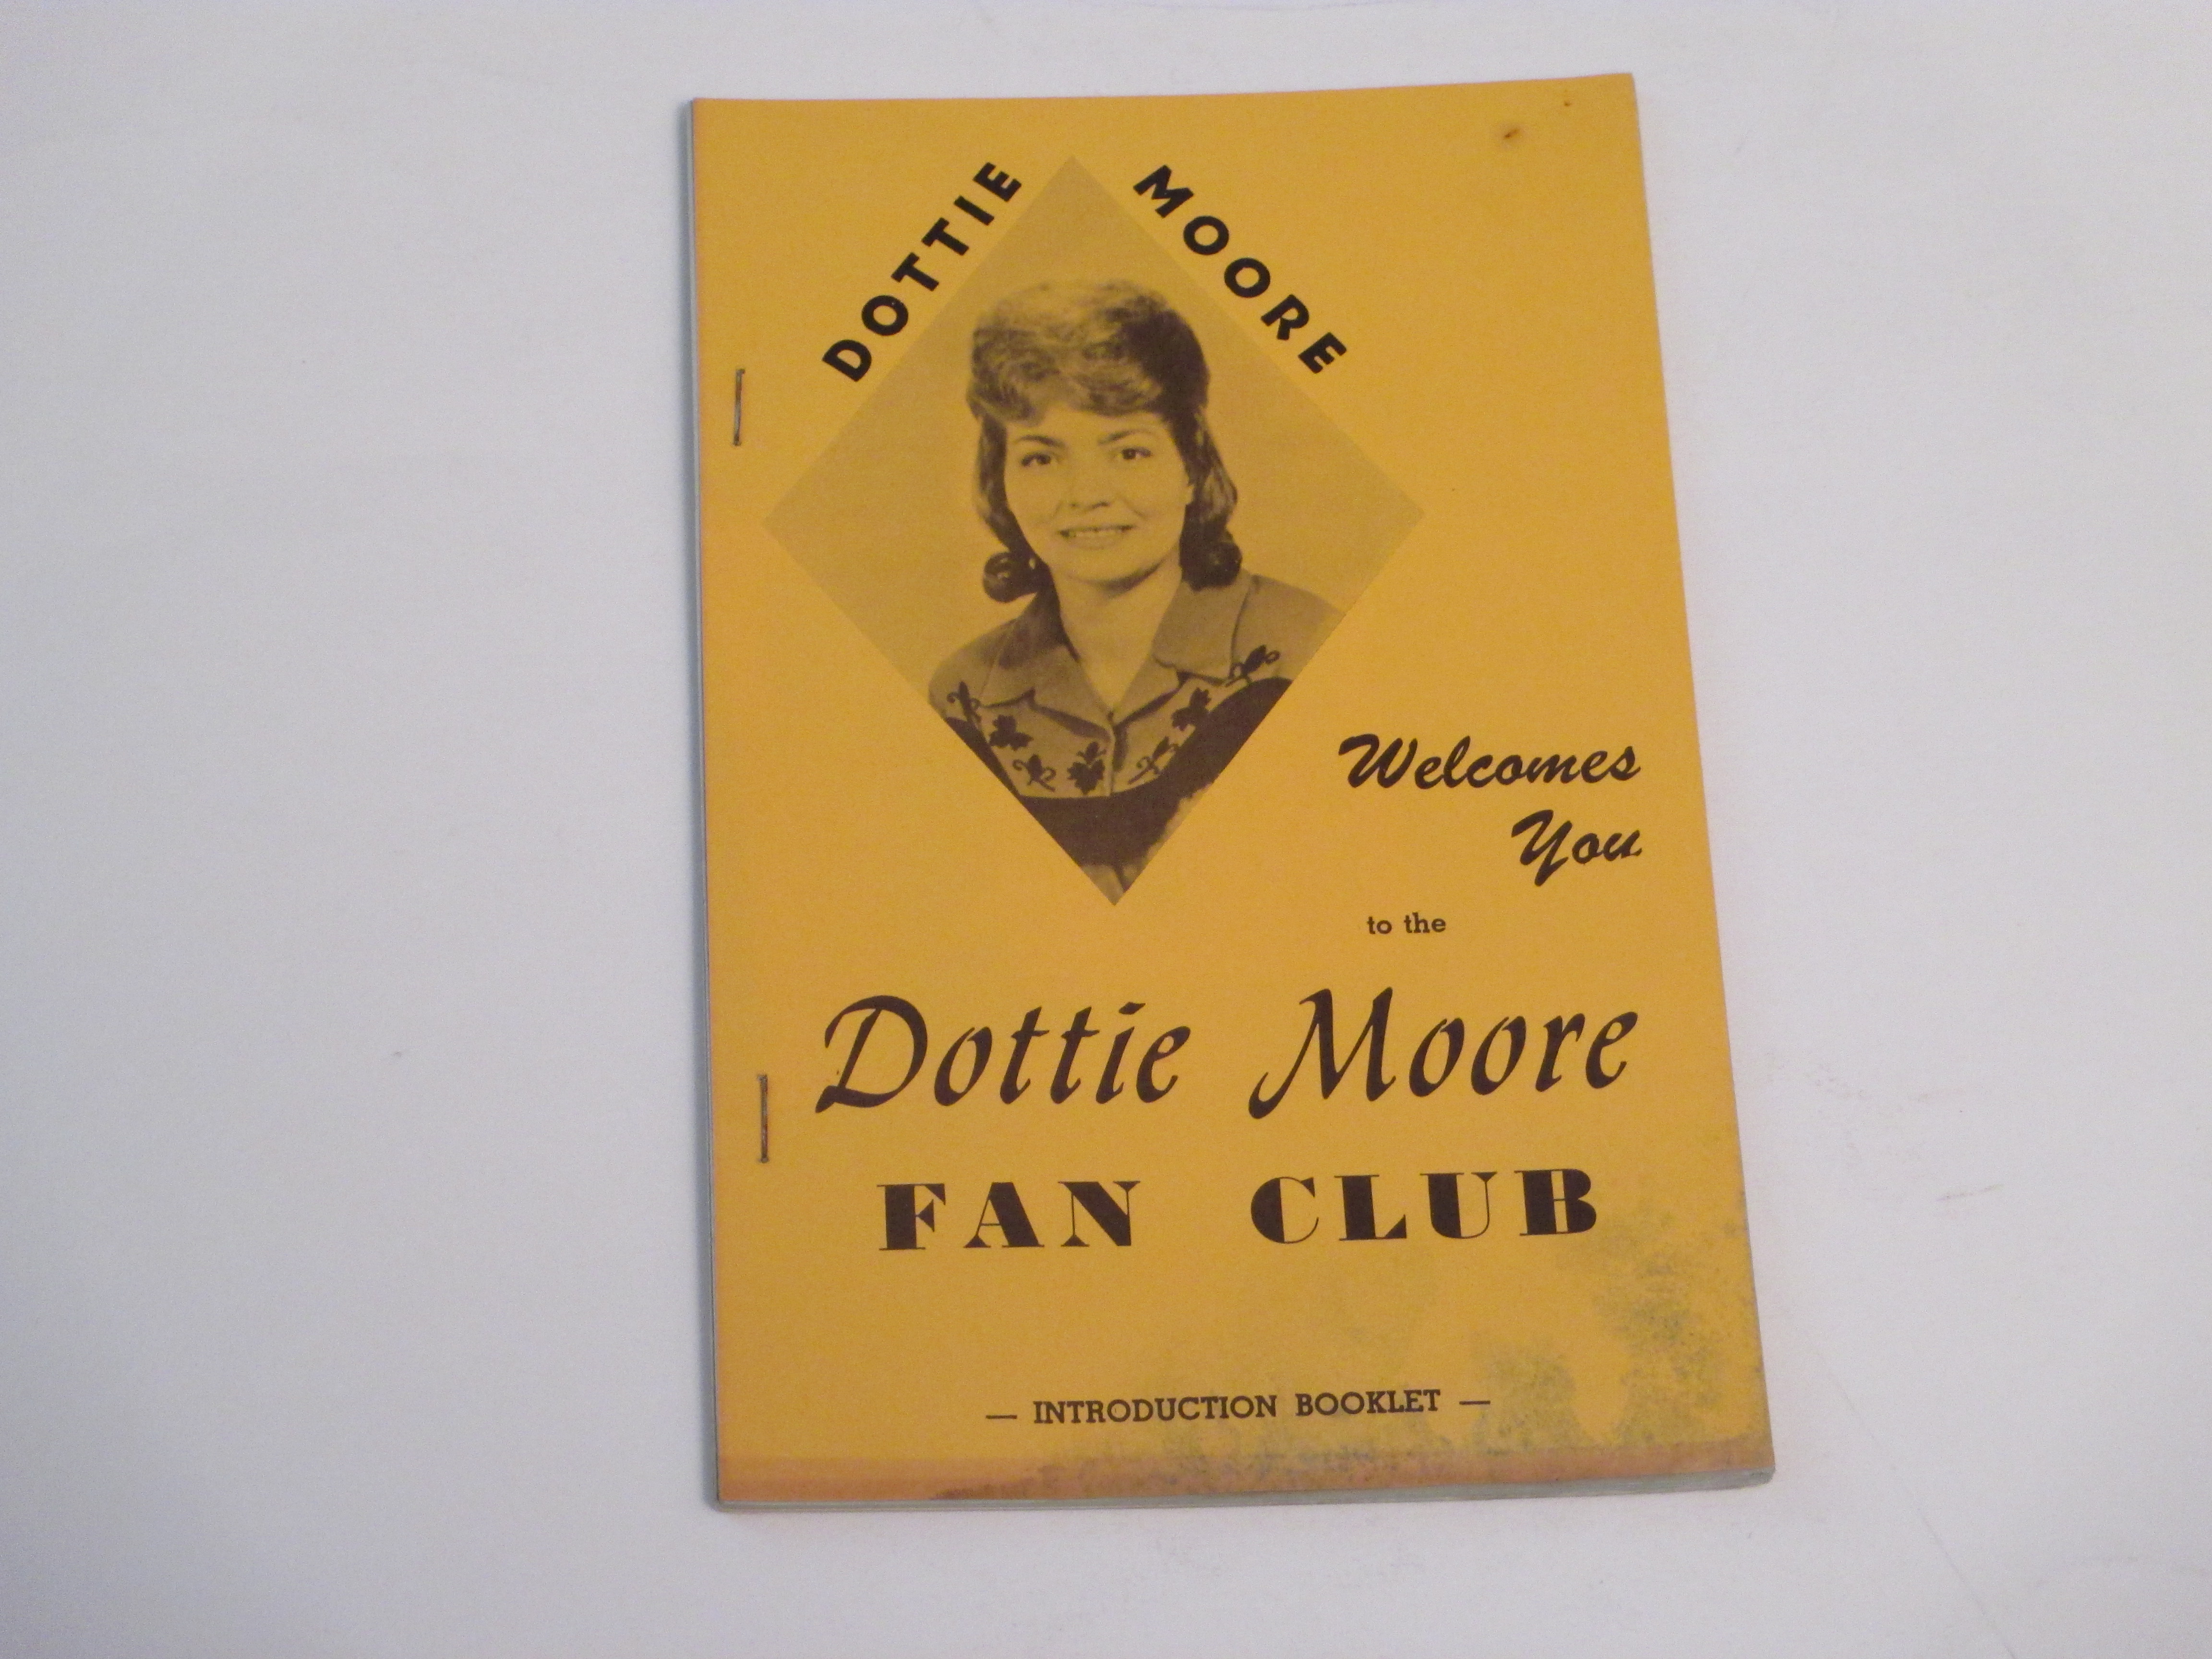 DOTTIE MOORE
Welcomes
You
to the
Dottie Moore
FAN CLUB
— INTRODUCTION BOOKLET —